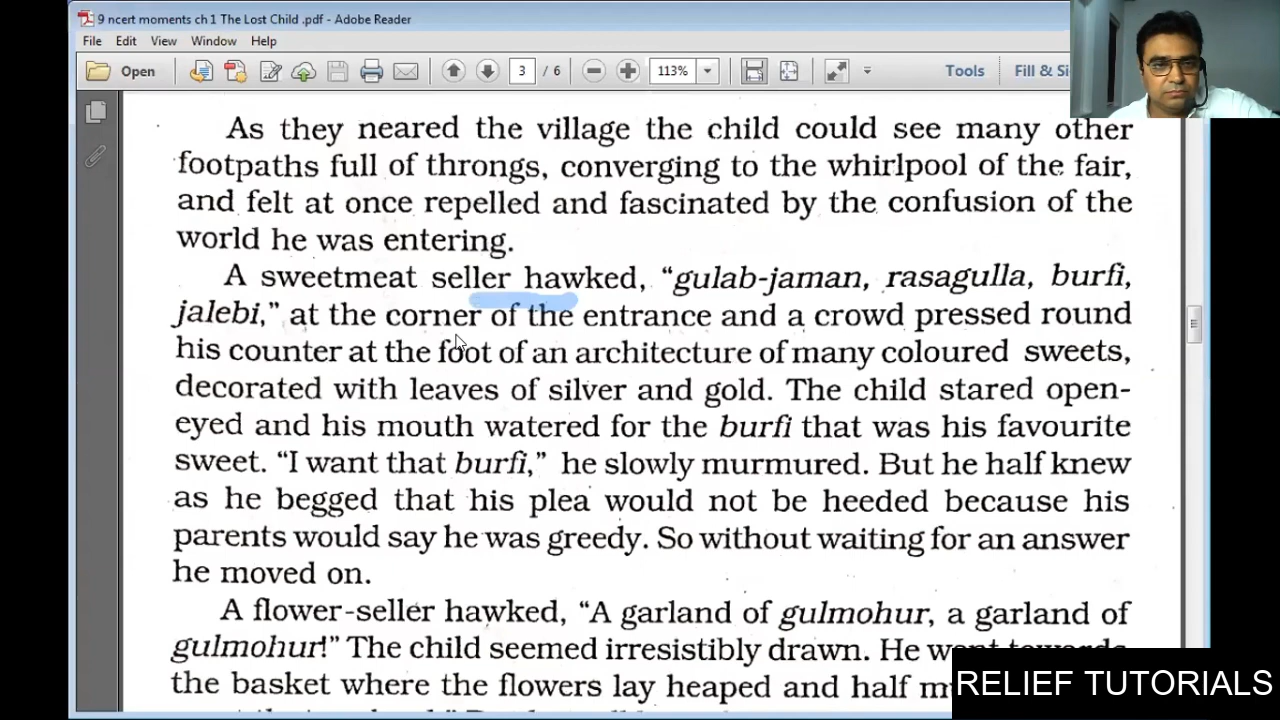 9 ncert moments ch 1 The Lost Child .pdf - Adobe Reader
File Edit View Window Help
Open 3 / 6 113% Tools Fill &
As they neared the village the child could see many other
footpaths full of throngs, converging to the whirlpool of the fair,
and felt at once repelled and fascinated by the confusion of the
world he was entering.
A sweetmeat seller hawked, “gulab-jaman, rasagulla, burfi,
jalebi,” at the corner of the entrance and a crowd pressed round
his counter at the foot of an architecture of many coloured sweets,
decorated with leaves of silver and gold. The child stared open-
eyed and his mouth watered for the burfi that was his favourite
sweet. “I want that burfi,” he slowly murmured. But he half knew
as he begged that his plea would not be heeded because his
parents would say he was greedy. So without waiting for an answer
he moved on.
A flower-seller hawked, “A garland of gulmohur, a garland of
gulmohur!” The child seemed irresistibly drawn. He went towards
the basket where the flowers lay heaped and half
RELIEF TUTORIALS